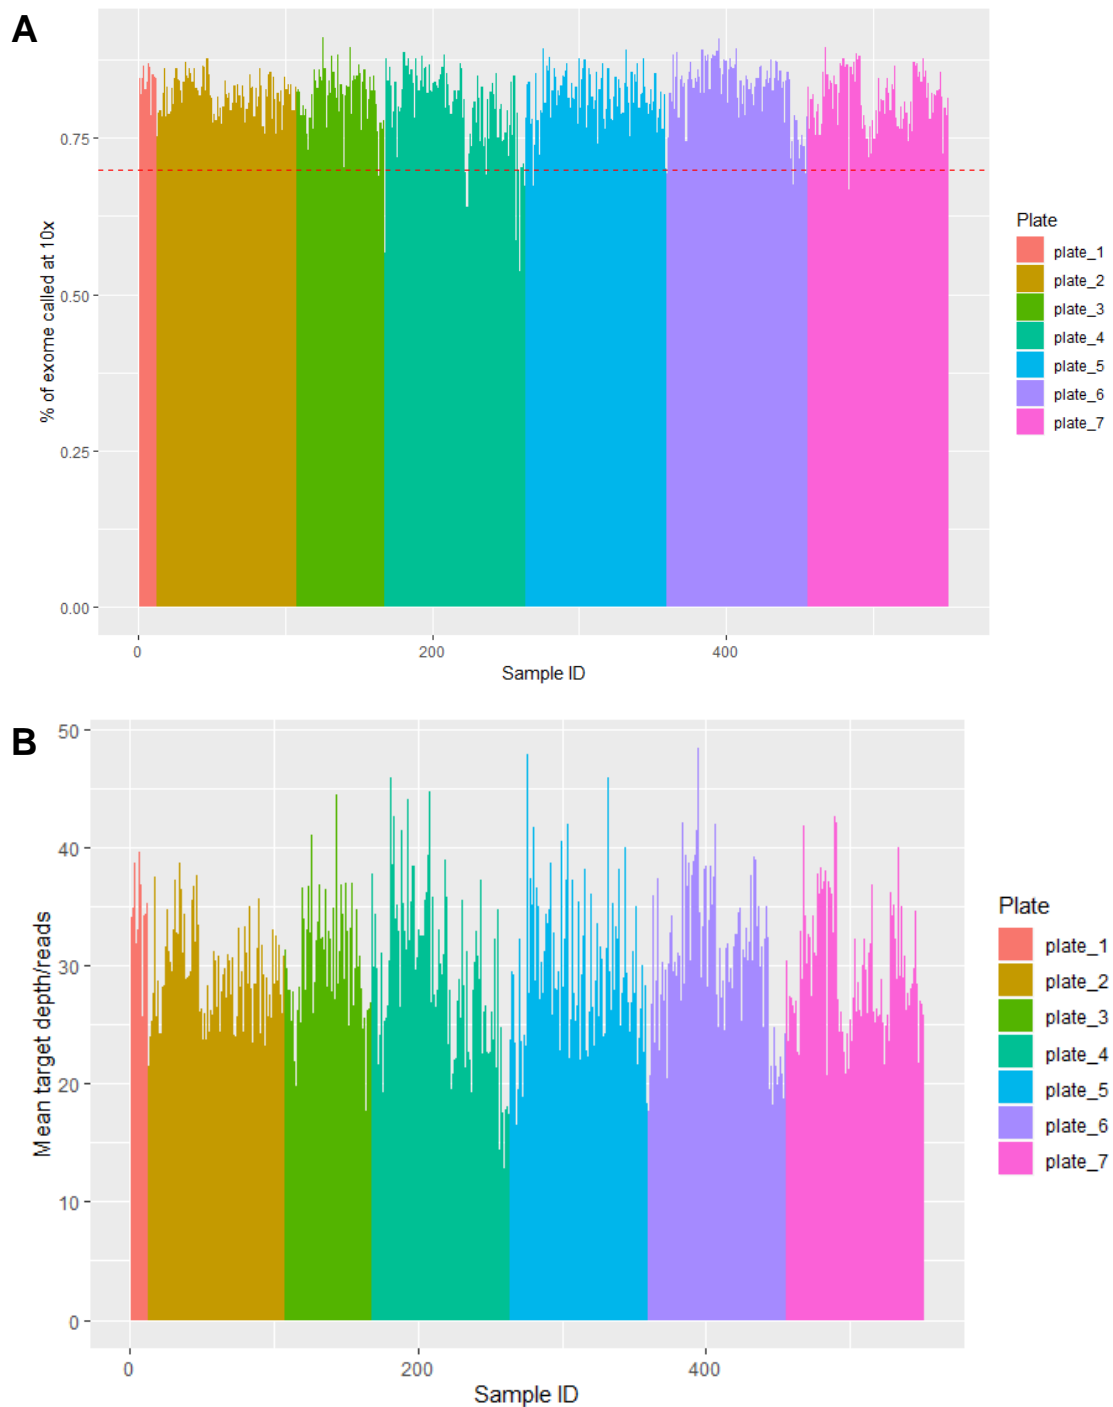 A
% of exome called at 10x
0.75
0.50
0.25
0.00
0
200
400
Sample ID
Plate
plate_1
plate_2
plate_3
plate_4
plate_5
plate_6
plate_7
B
Mean target depth/reads
50
40
30
20
10
0
0
200
400
Sample ID
Plate
plate_1
plate_2
plate_3
plate_4
plate_5
plate_6
plate_7